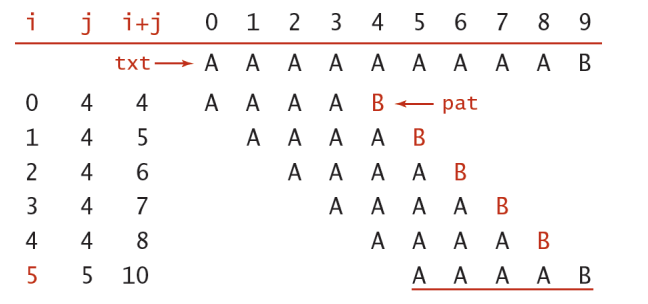 i j i+j 0 1 2 3 4 5 6 7 8 9
txt A A A A A A A A A B
0 4 4 A A A A B pat
1 4 5 A A A A B
2 4 6 A A A A B
3 4 7 A A A A B
4 4 8 A A A A B
5 5 10 A A A A B